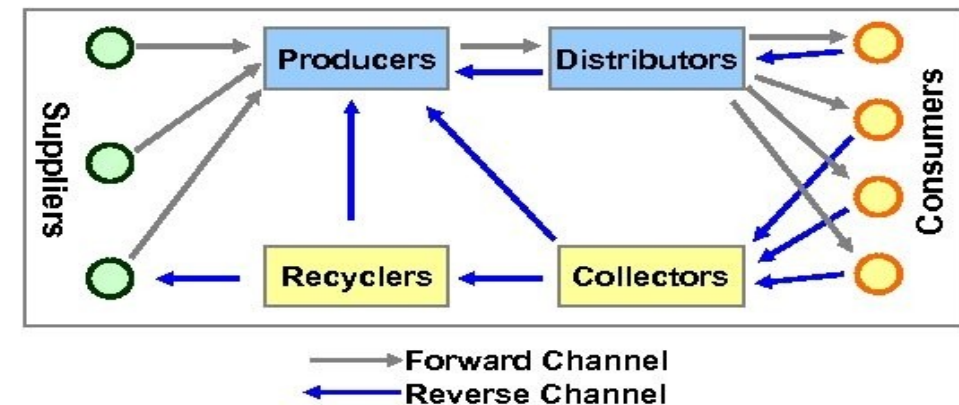 Suppliers
Producers
Distributors
Consumers
Recyclers
Collectors
Forward Channel
Reverse Channel